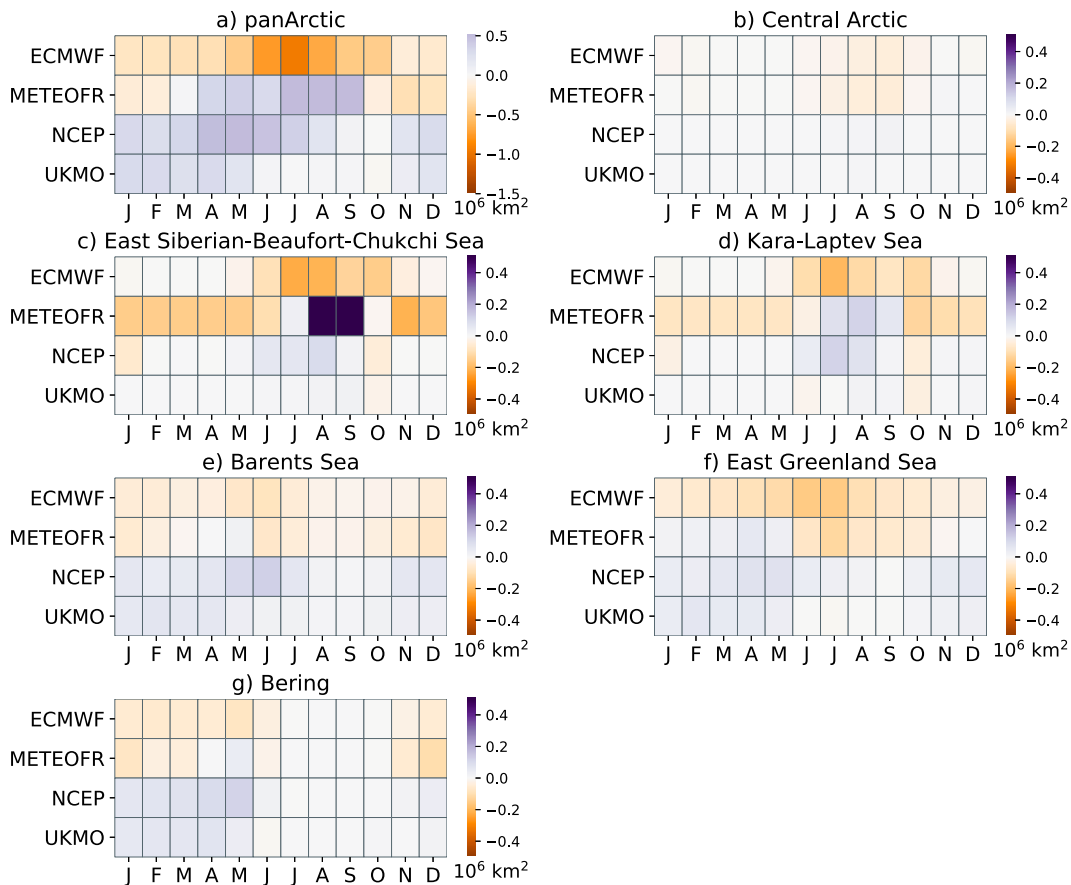 a) panArctic
ECMWF
METEOFR
NCEP
UKMO
J F M A M J J A S O N D
0.5
0.0
−0.5
−1.0
−1.5
10⁶ km²
b) Central Arctic
ECMWF
METEOFR
NCEP
UKMO
J F M A M J J A S O N D
0.4
0.2
0.0
−0.2
−0.4
10⁶ km²
c) East Siberian-Beaufort-Chukchi Sea
ECMWF
METEOFR
NCEP
UKMO
J F M A M J J A S O N D
0.4
0.2
0.0
−0.2
−0.4
10⁶ km²
d) Kara-Laptev Sea
ECMWF
METEOFR
NCEP
UKMO
J F M A M J J A S O N D
0.4
0.2
0.0
−0.2
−0.4
10⁶ km²
e) Barents Sea
ECMWF
METEOFR
NCEP
UKMO
J F M A M J J A S O N D
0.4
0.2
0.0
−0.2
−0.4
10⁶ km²
f) East Greenland Sea
ECMWF
METEOFR
NCEP
UKMO
J F M A M J J A S O N D
0.4
0.2
0.0
−0.2
−0.4
10⁶ km²
g) Bering
ECMWF
METEOFR
NCEP
UKMO
J F M A M J J A S O N D
0.4
0.2
0.0
−0.2
−0.4
10⁶ km²